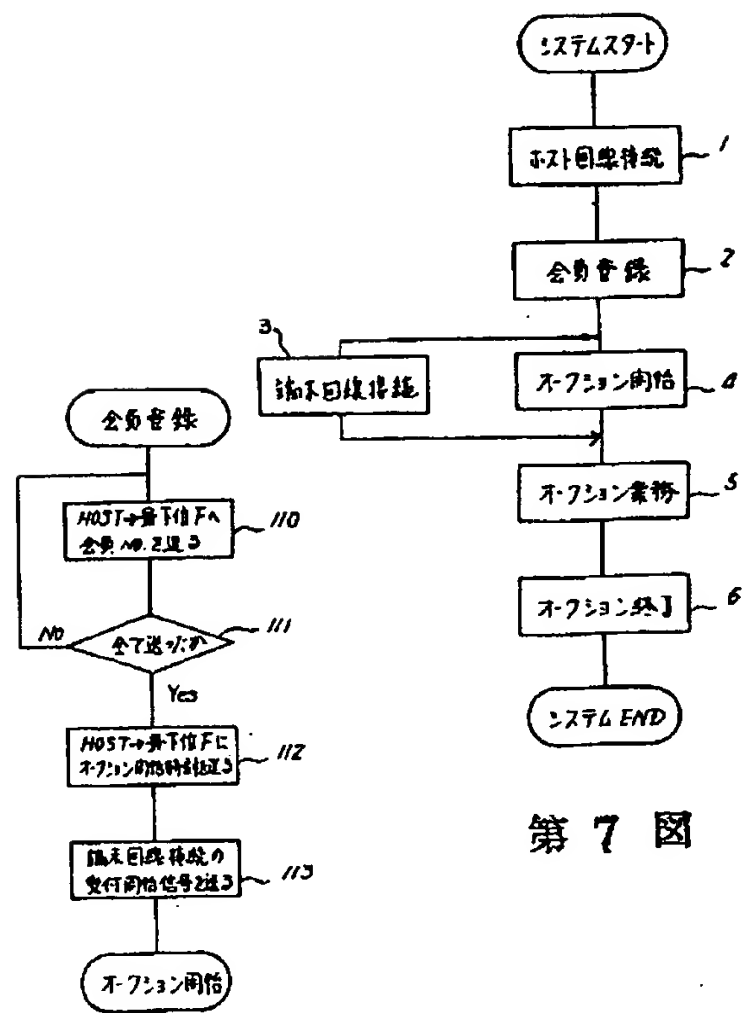 システムスタート
ホスト回線接続
1
会員登録
2
3
端末回線接続
オークション開始
4
オークション業務
5
オークション終了
6
システムEND
第7図
会員登録
HOST→最下位Fへ
会員NO.を送る
110
全て送ったか
111
No
Yes
HOST→最下位Fに
オークション開始時刻を送る
112
端末回線接続の
受付開始信号を送る
113
オークション開始